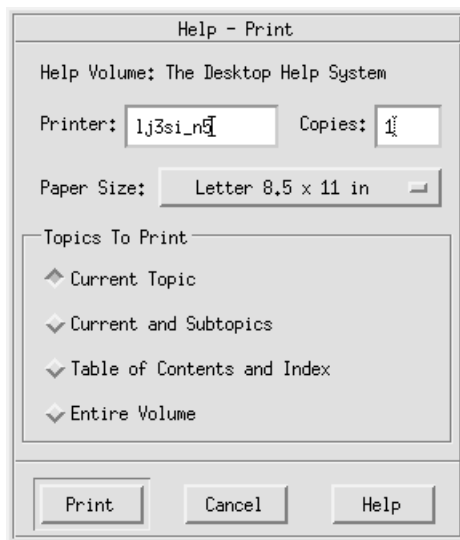 Help - Print
Help Volume: The Desktop Help System
Printer: lj3si_n5 Copies: 1
Paper Size: Letter 8.5 x 11 in
Topics To Print
Current Topic
Current and Subtopics
Table of Contents and Index
Entire Volume
Print Cancel Help